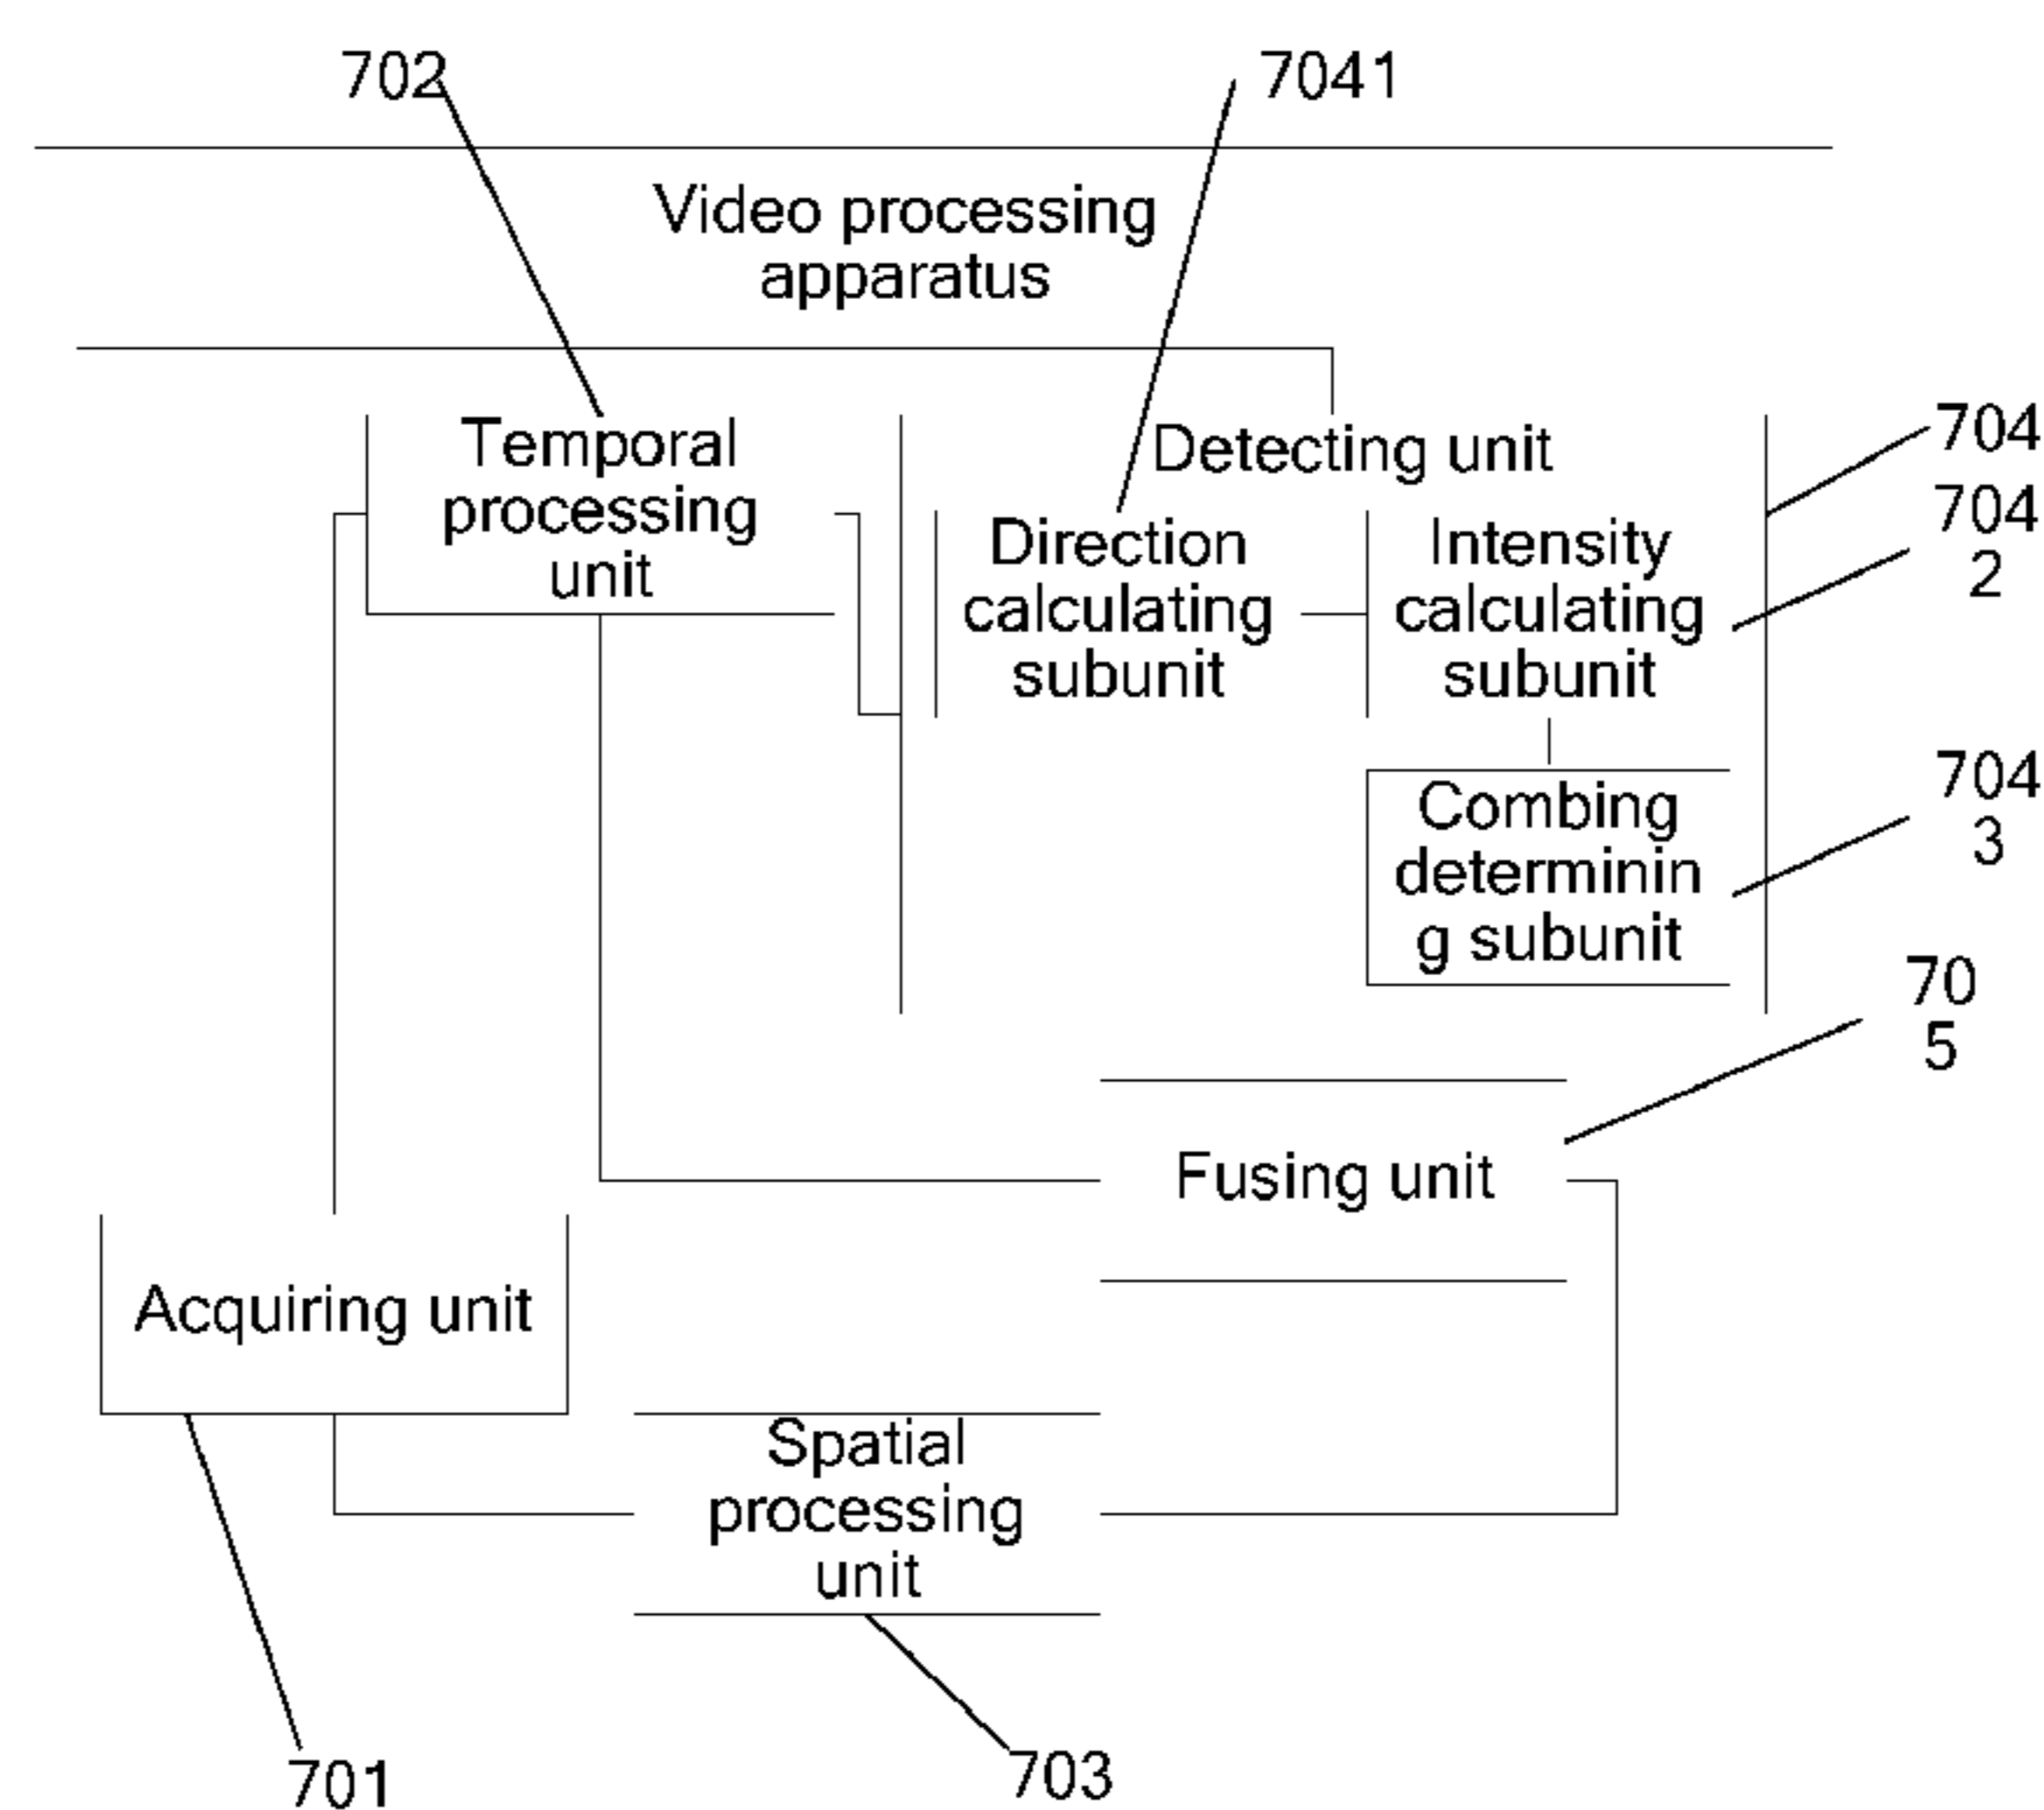 702
7041
Video processing
apparatus
Temporal
processing
unit
Detecting unit
704
Direction
calculating
subunit
Intensity
calculating
subunit
704
2
Combing
determinin
g subunit
704
3
70
5
Fusing unit
Acquiring unit
Spatial
processing
unit
701
703